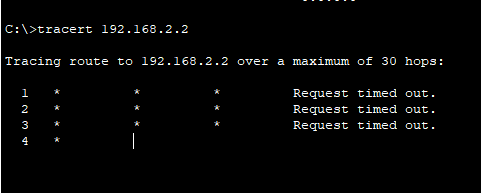 C:\>tracert 192.168.2.2
Tracing route to 192.168.2.2 over a maximum of 30 hops:
1 * * * Request timed out.
2 * * * Request timed out.
3 * * * Request timed out.
4 *